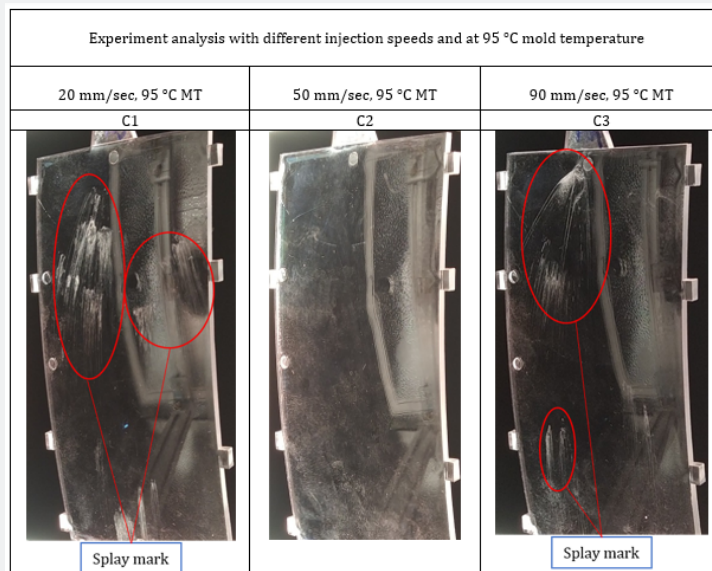 Experiment analysis with different injection speeds and at 95 °C mold temperature
20 mm/sec, 95 °C MT
50 mm/sec, 95 °C MT
90 mm/sec, 95 °C MT
C1
C2
C3
Splay mark
Splay mark